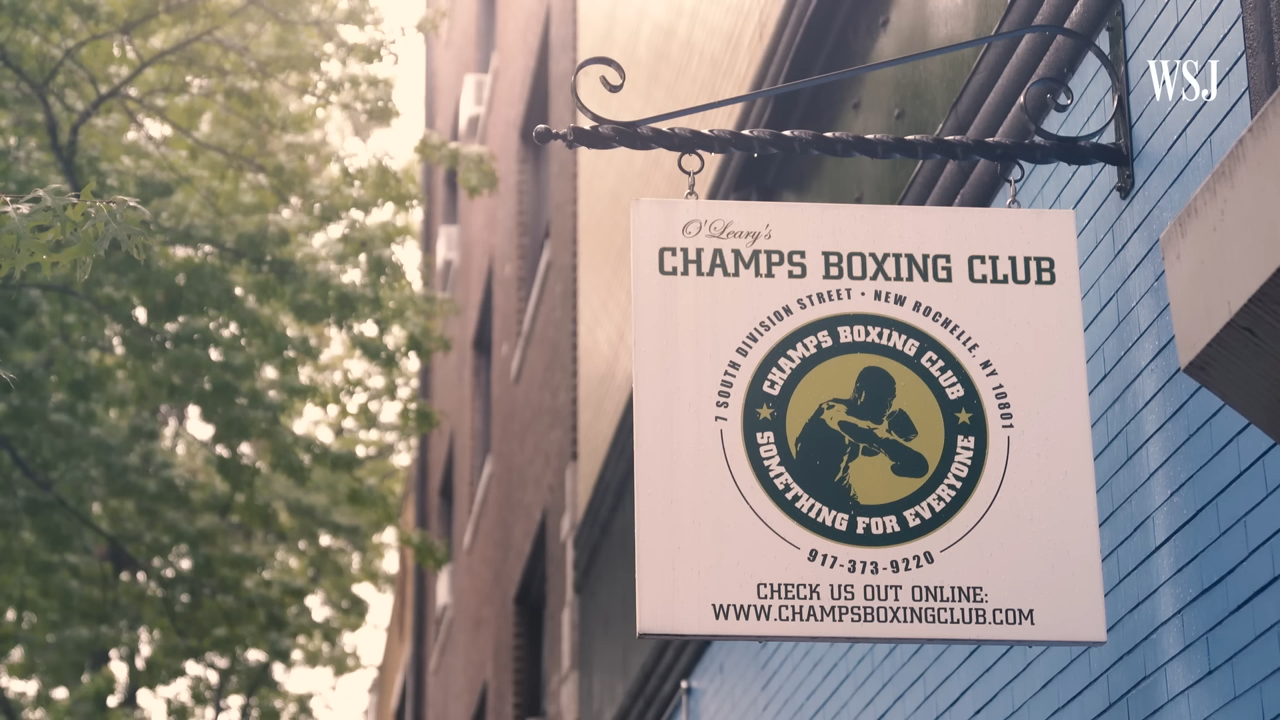 WSJ
O'Leary's
CHAMPS BOXING CLUB
7 SOUTH DIVISION STREET • NEW ROCHELLE, NY 10801
CHAMPS BOXING CLUB
SOMETHING FOR EVERYONE
917-373-9220
CHECK US OUT ONLINE:
WWW.CHAMPSBOXINGCLUB.COM